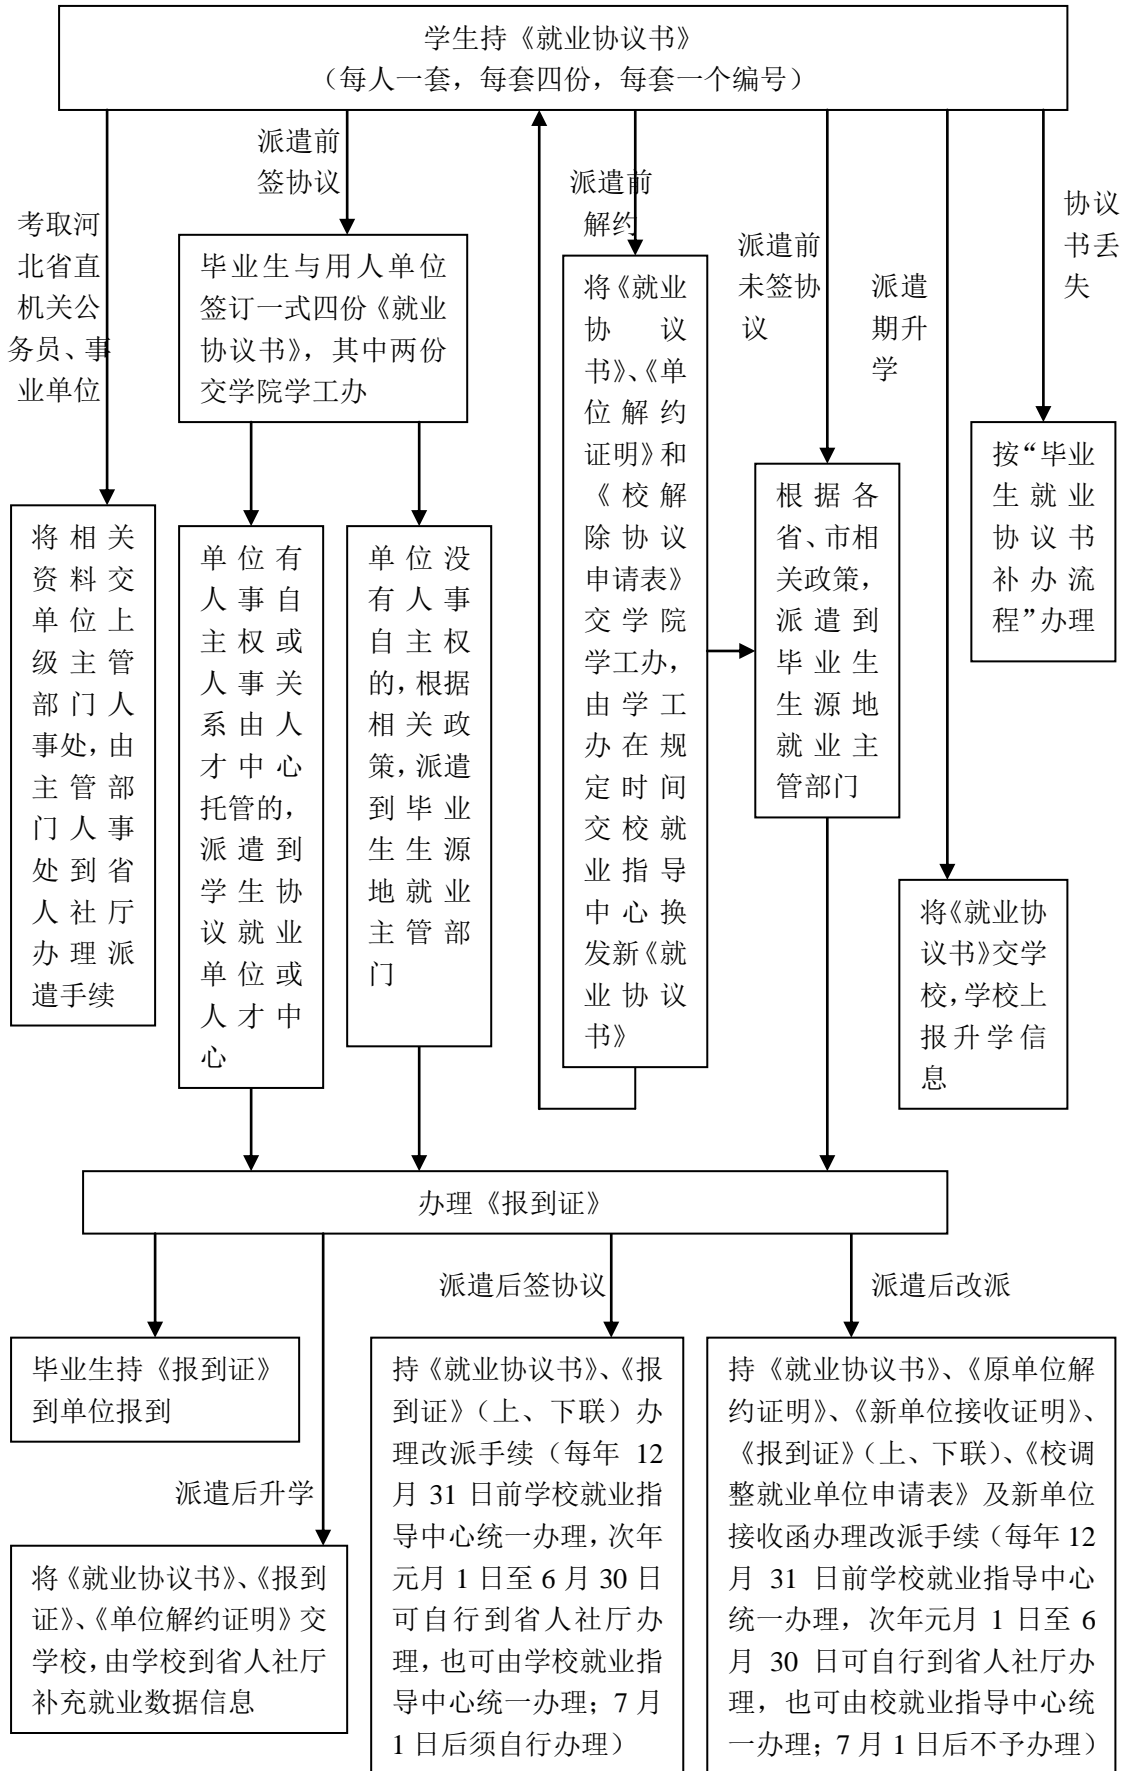 学生持《就业协议书》
（每人一套，每套四份，每套一个编号）
派遣前
签协议
派遣前
解约
协议
书丢
失
考取河
北省直
机关公
务员、事
业单位
派遣前
未签协
议
派遣
期升
学
毕业生与用人单位
签订一式四份《就业
协议书》，其中两份
交学院学工办
将《就业
协议
书》、《单
位解约
证明》和
《校解
除协议
申请表》
交学院
学工办，
由学工
办在规
定时间
交校就
业指导
中心换
发新《就
业协议
书》
按“毕业
生就业
协议书
补办流
程”办理
根据各
省、市相
关政策，
派遣到
毕业生
生源地
就业主
管部门
将相关
资料交
单位上
级主管
部门人
事处，由
主管部
门人事
处到省
人社厅
办理派
遣手续
单位有
人事自
主权或
人事关
系由人
才中心
托管的，
派遣到
学生协
议就业
单位或
人才中
心
单位没
有人事
自主权
的，根据
相关政
策，派遣
到毕业
生生源
地就业
主管部
门
将《就业协
议书》交学
校，学校上
报升学信
息
办理《报到证》
派遣后签协议
派遣后改派
毕业生持《报到证》
到单位报到
派遣后升学
将《就业协议书》、《报到
证》、《单位解约证明》交
学校，由学校到省人社厅
补充就业数据信息
持《就业协议书》、《报
到证》（上、下联）办
理改派手续（每年 12
月 31 日前学校就业指
导中心统一办理，次年
元月 1 日至 6 月 30 日
可自行到省人社厅办
理，也可由学校就业指
导中心统一办理；7 月
1 日后须自行办理）
持《就业协议书》、《原单位解
约证明》、《新单位接收证明》、
《报到证》（上、下联）、《校调
整就业单位申请表》及新单位
接收函办理改派手续（每年 12
月 31 日前学校就业指导中心
统一办理，次年元月 1 日至 6
月 30 日可自行到省人社厅办
理，也可由校就业指导中心统
一办理；7 月 1 日后不予办理）